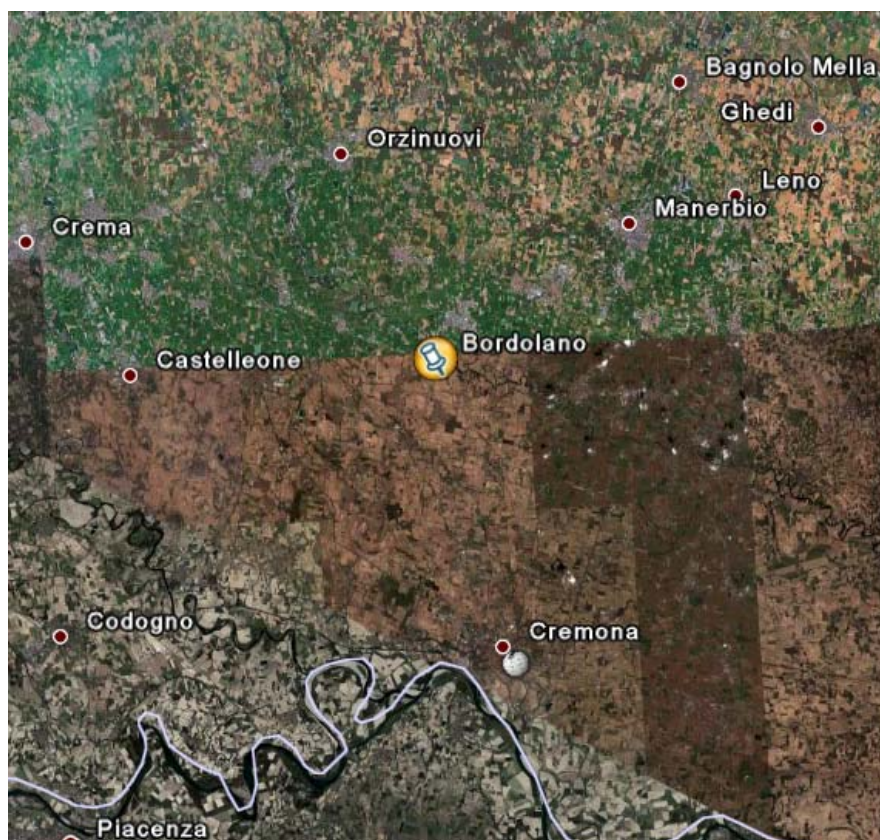 Bagnolo Mella
Ghedi
Orzinuovi
Leno
Manerbio
Crema
Bordolano
Castelleone
Codogno
Cremona
Piacenza